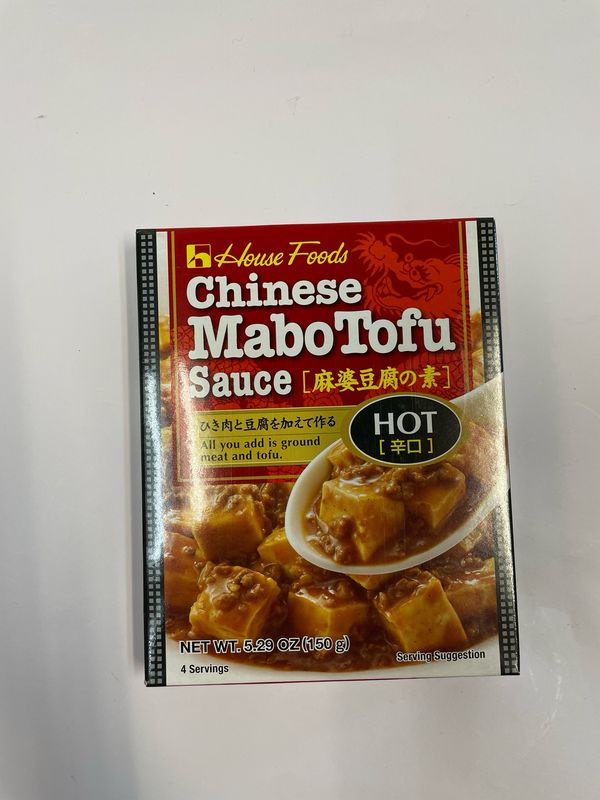 House Foods
Chinese
Mabo Tofu
Sauce [麻婆豆腐の素]
ひき肉と豆腐を加えて作る
All you add is ground
meat and tofu.
HOT
[辛口]
NET WT. 5.29 OZ (150 g)
4 Servings
Serving Suggestion